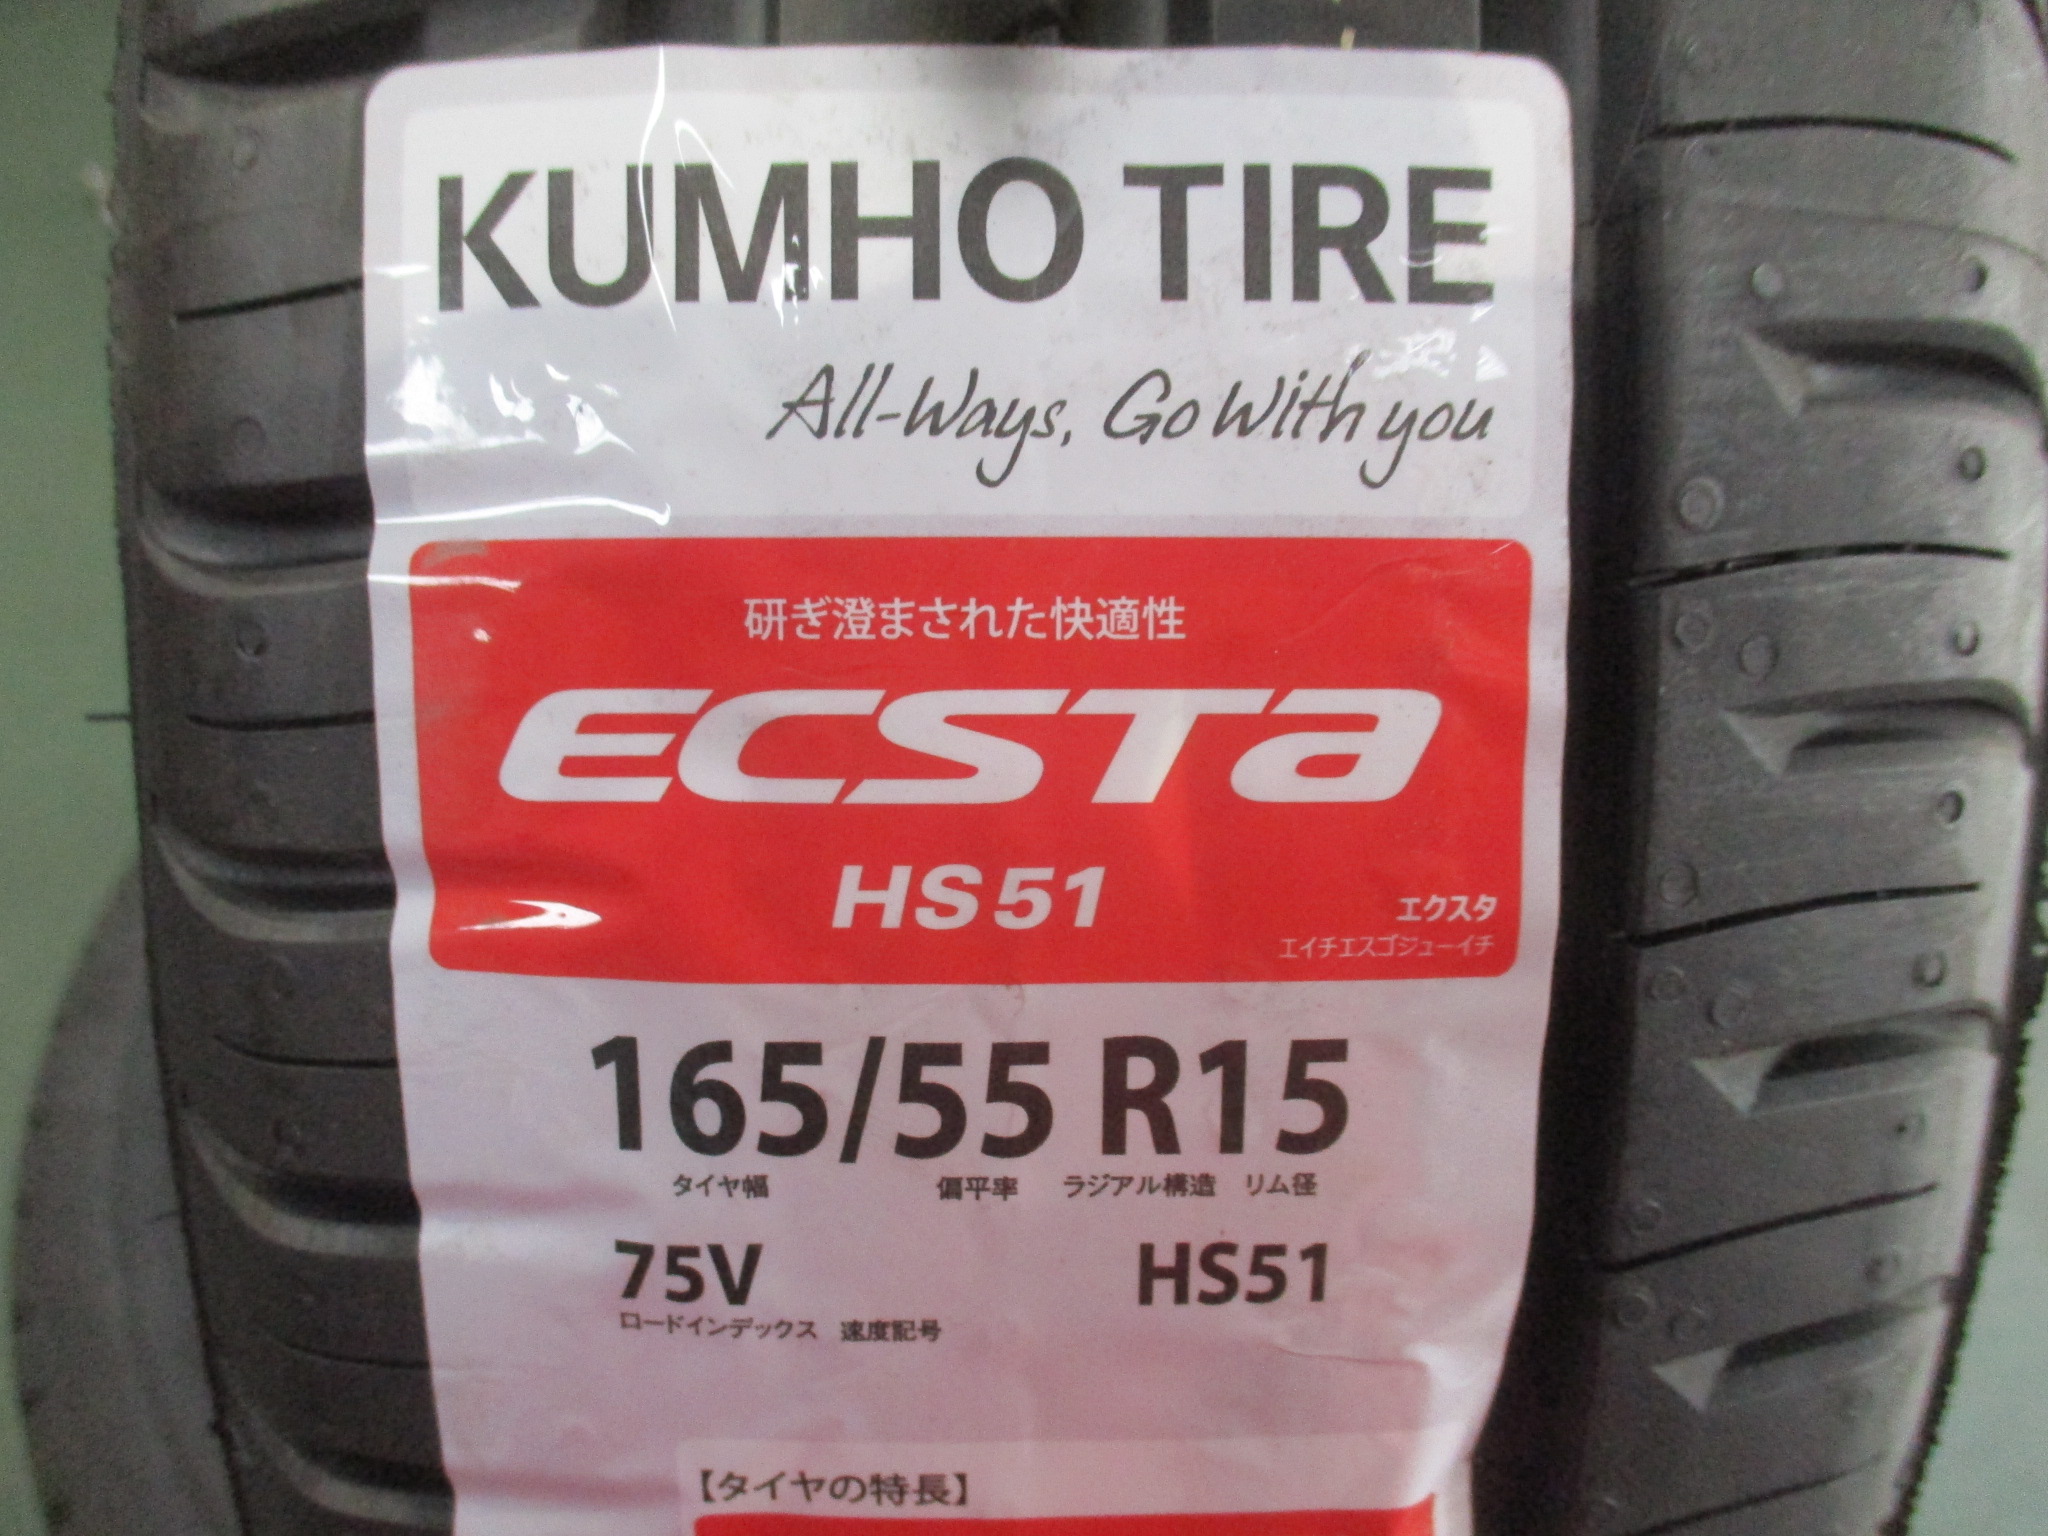 KUMHO TIRE
All-Ways, Go With you
研ぎ澄まされた快適性
ECSTA
HS51
エクスタ
エイチエスゴジューイチ
165/55 R15
タイヤ幅 偏平率 ラジアル構造 リム径
75V HS51
ロードインデックス 速度記号
【タイヤの特長】